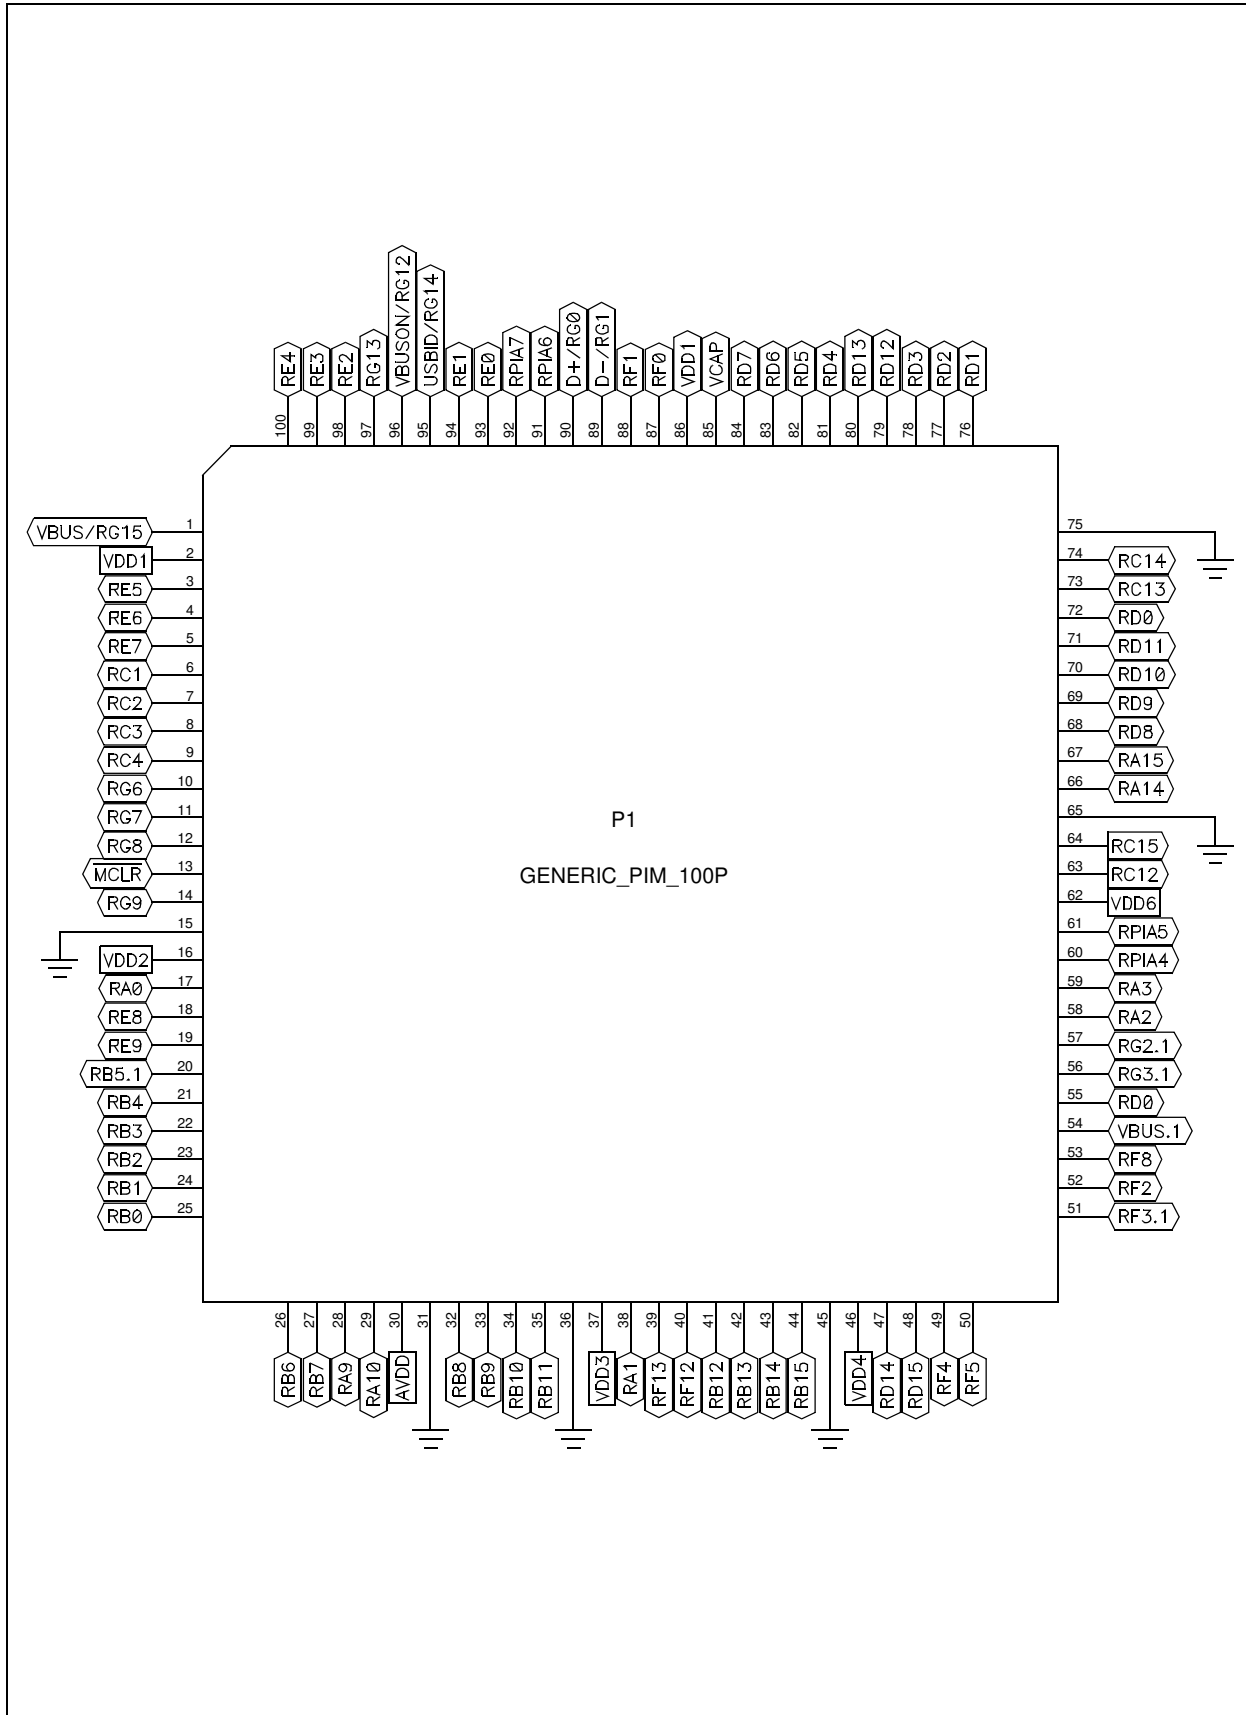 RE4
RE3
RE2
RG13
VBUSON/RG12
USBID/RG14
RE1
RE0
RPIA7
RPIA6
D+/RG0
D-/RG1
RF1
RF0
VDD1
VCAP
RD7
RD6
RD5
RD4
RD13
RD12
RD3
RD2
RD1
100
99
98
97
96
95
94
93
92
91
90
89
88
87
86
85
84
83
82
81
80
79
78
77
76
VBUS/RG15 1
VDD1 2
RE5 3
RE6 4
RE7 5
RC1 6
RC2 7
RC3 8
RC4 9
RG6 10
RG7 11
RG8 12
MCLR 13
RG9 14
15
VDD2 16
RA0 17
RE8 18
RE9 19
RB5.1 20
RB4 21
RB3 22
RB2 23
RB1 24
RB0 25
P1
GENERIC_PIM_100P
75
74 RC14
73 RC13
72 RD0
71 RD11
70 RD10
69 RD9
68 RD8
67 RA15
66 RA14
65
64 RC15
63 RC12
62 VDD6
61 RPIA5
60 RPIA4
59 RA3
58 RA2
57 RG2.1
56 RG3.1
55 RD0
54 VBUS.1
53 RF8
52 RF2
51 RF3.1
26
27
28
29
30
31
32
33
34
35
36
37
38
39
40
41
42
43
44
45
46
47
48
49
50
RB6
RB7
RA9
RA10
AVDD
RB8
RB9
RB10
RB11
VDD3
RA1
RF13
RF12
RB12
RB13
RB14
RB15
VDD4
RD14
RD15
RF4
RF5